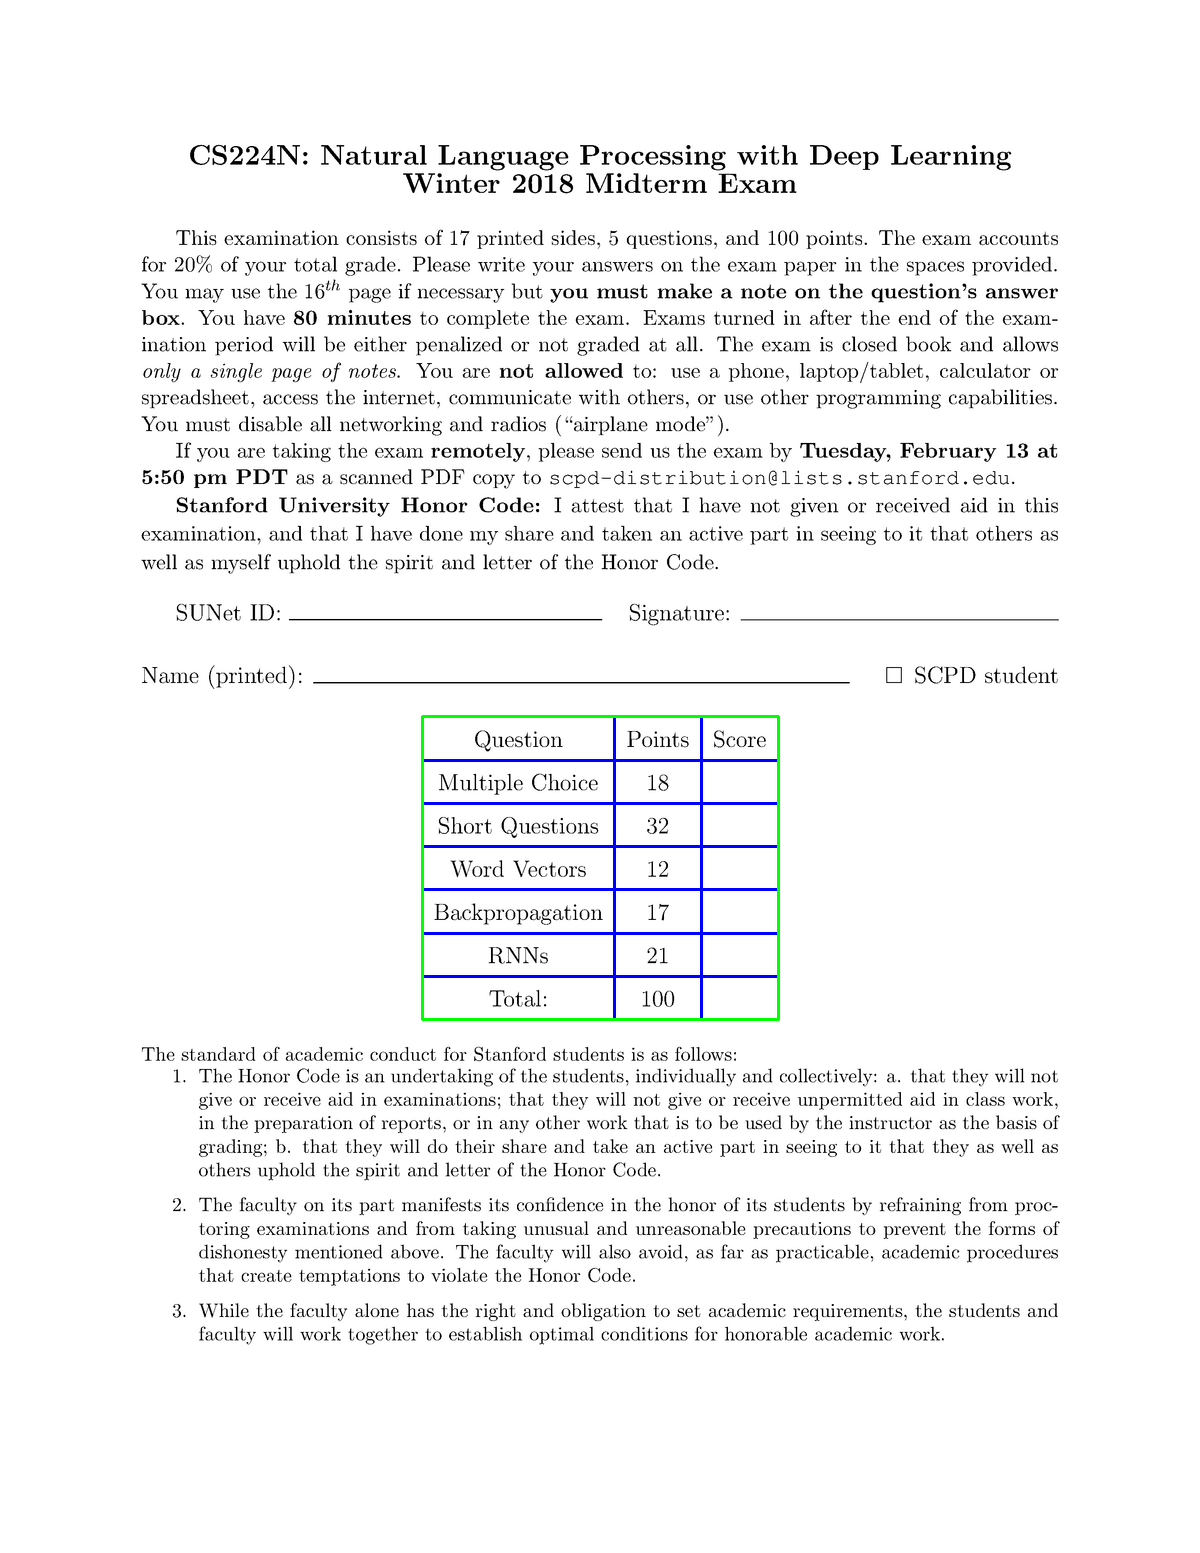 CS224N: Natural Language Processing with Deep Learning
Winter 2018 Midterm Exam
This examination consists of 17 printed sides, 5 questions, and 100 points. The exam accounts
for 20% of your total grade. Please write your answers on the exam paper in the spaces provided.
You may use the 16th page if necessary but you must make a note on the question's answer
box. You have 80 minutes to complete the exam. Exams turned in after the end of the exam-
ination period will be either penalized or not graded at all. The exam is closed book and allows
only a single page of notes. You are not allowed to: use a phone, laptop/tablet, calculator or
spreadsheet, access the internet, communicate with others, or use other programming capabilities.
You must disable all networking and radios (“airplane mode”).
If you are taking the exam remotely, please send us the exam by Tuesday, February 13 at
5:50 pm PDT as a scanned PDF copy to scpd-distribution@lists.stanford.edu.
Stanford University Honor Code: I attest that I have not given or received aid in this
examination, and that I have done my share and taken an active part in seeing to it that others as
well as myself uphold the spirit and letter of the Honor Code.
SUNet ID: Signature:
Name (printed): □ SCPD student
Question Points Score
Multiple Choice 18
Short Questions 32
Word Vectors 12
Backpropagation 17
RNNs 21
Total: 100
The standard of academic conduct for Stanford students is as follows:
1. The Honor Code is an undertaking of the students, individually and collectively: a. that they will not
give or receive aid in examinations; that they will not give or receive unpermitted aid in class work,
in the preparation of reports, or in any other work that is to be used by the instructor as the basis of
grading; b. that they will do their share and take an active part in seeing to it that they as well as
others uphold the spirit and letter of the Honor Code.
2. The faculty on its part manifests its confidence in the honor of its students by refraining from proc-
toring examinations and from taking unusual and unreasonable precautions to prevent the forms of
dishonesty mentioned above. The faculty will also avoid, as far as practicable, academic procedures
that create temptations to violate the Honor Code.
3. While the faculty alone has the right and obligation to set academic requirements, the students and
faculty will work together to establish optimal conditions for honorable academic work.